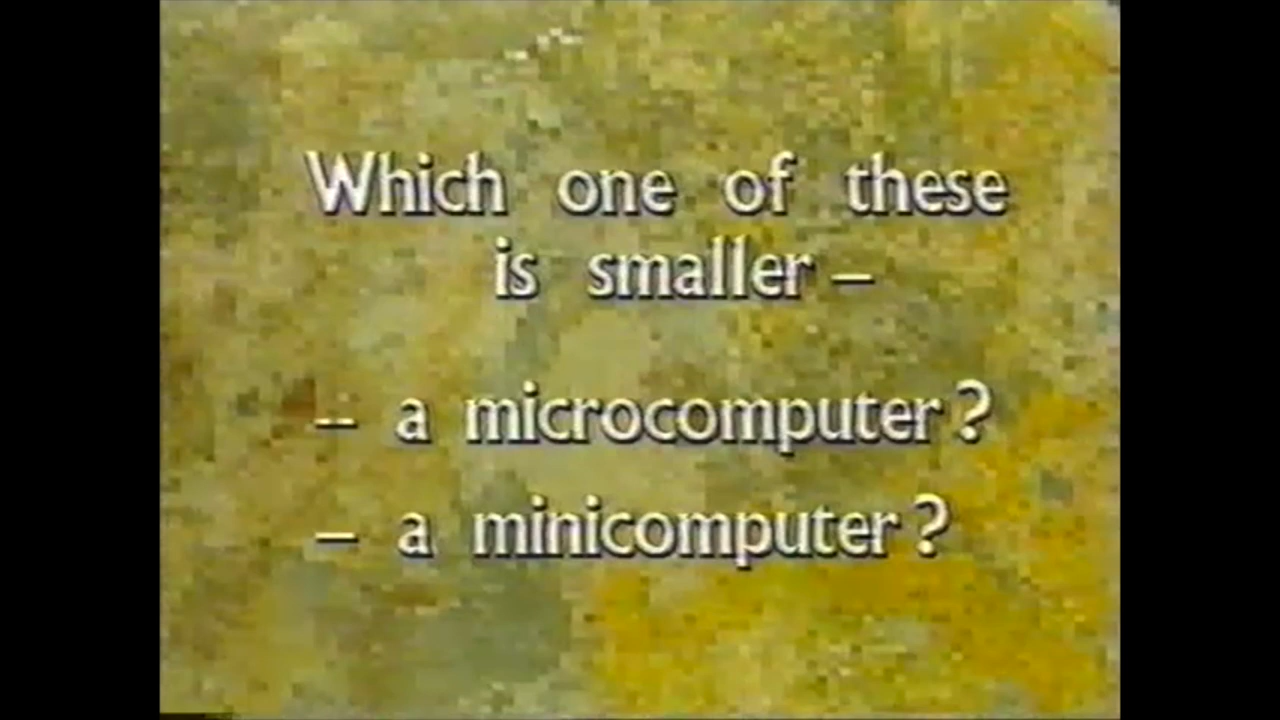 Which one of these
is smaller –
– a microcomputer?
– a minicomputer?